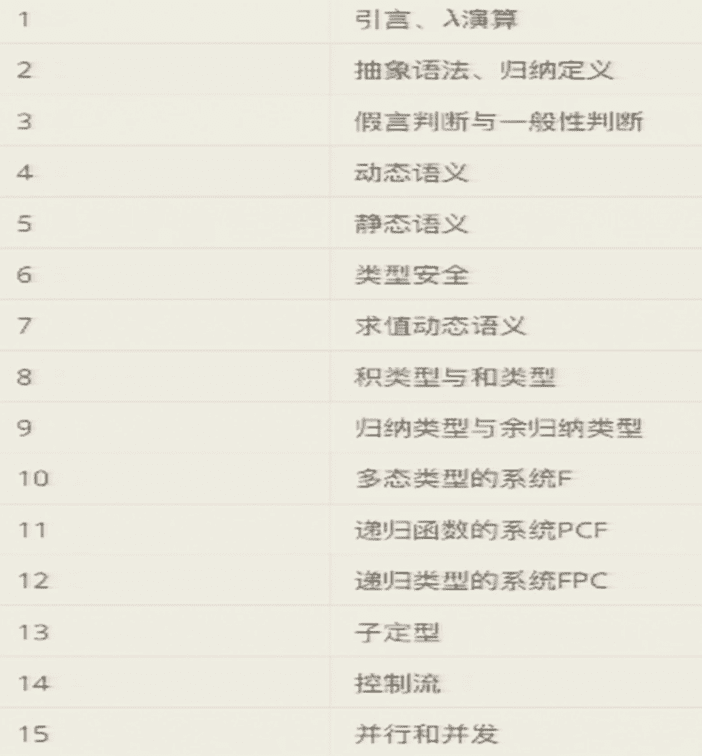 1 引言、λ演算
2 抽象语法、归纳定义
3 假言判断与一般性判断
4 动态语义
5 静态语义
6 类型安全
7 求值动态语义
8 积类型与和类型
9 归纳类型与余归纳类型
10 多态类型的系统F
11 递归函数的系统PCF
12 递归类型的系统FPC
13 子定型
14 控制流
15 并行和并发